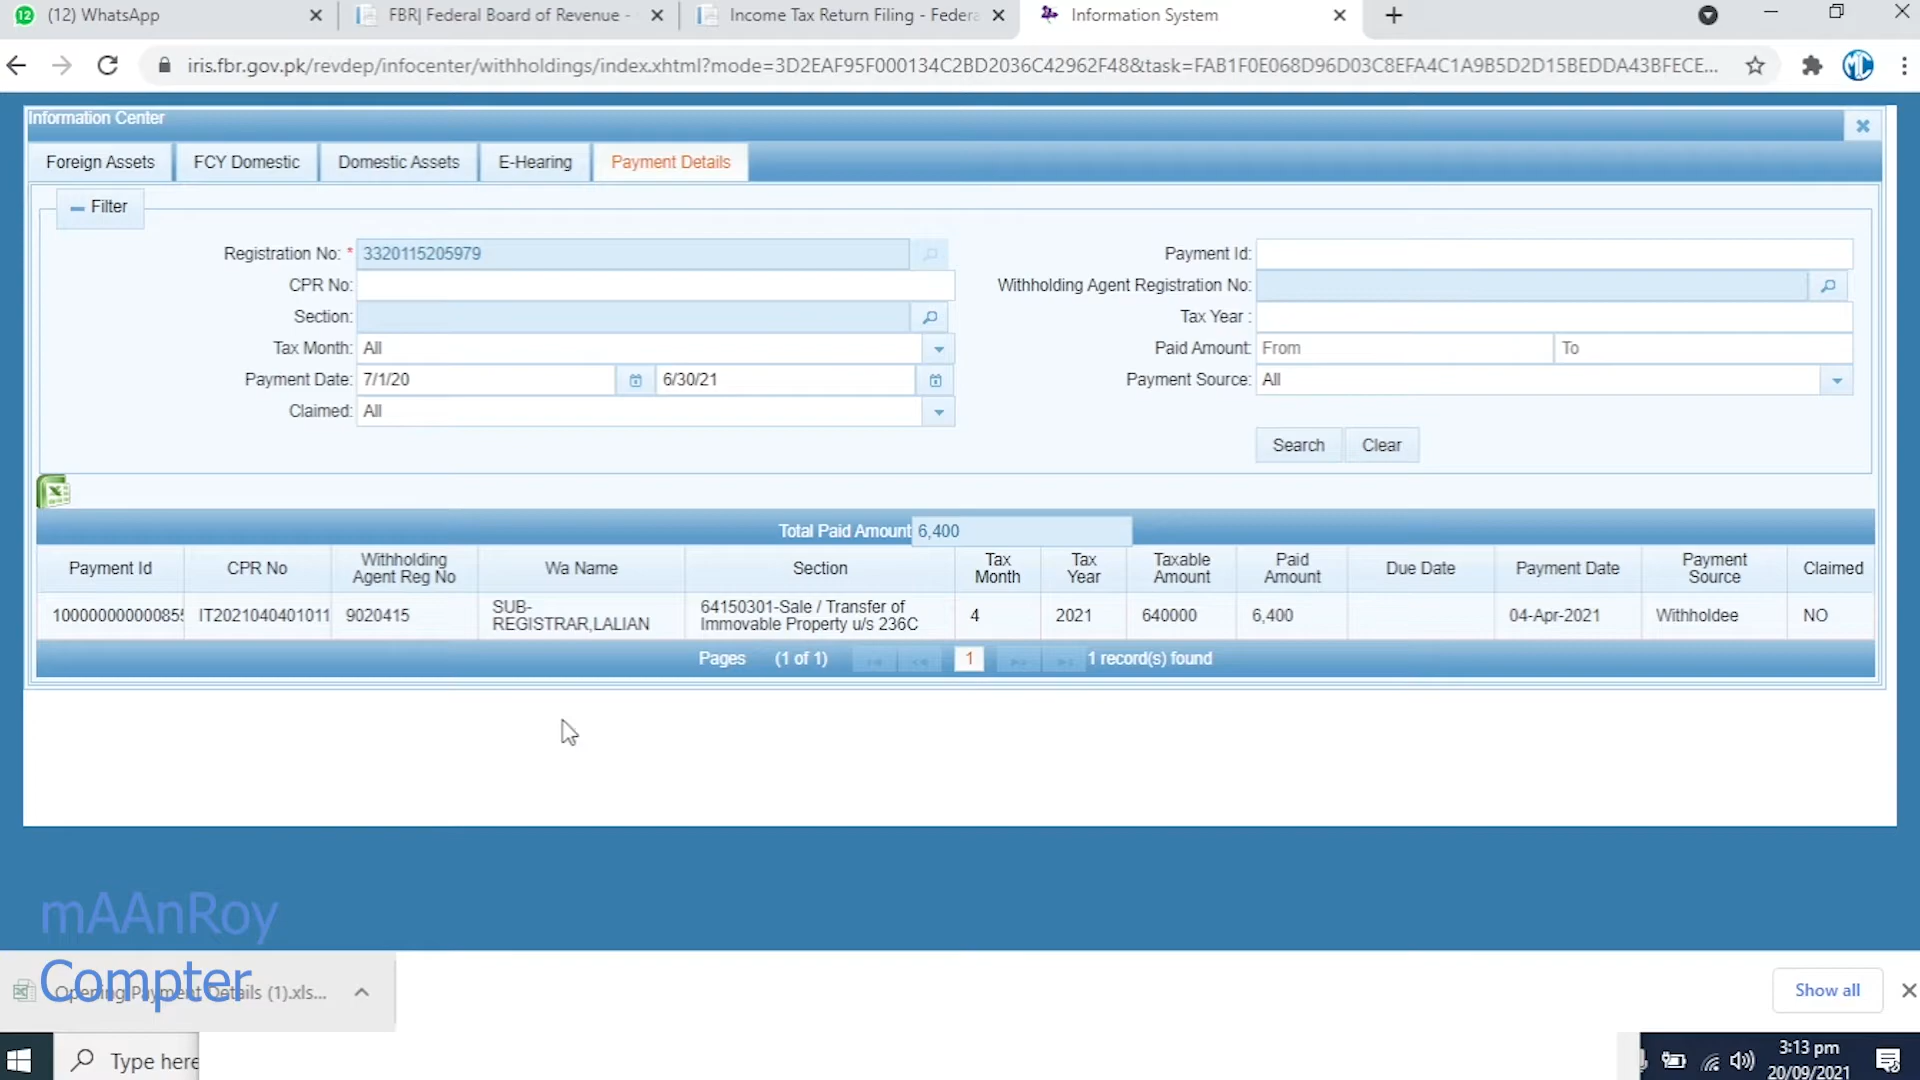 (12) WhatsApp
FBR| Federal Board of Revenue -
Income Tax Return Filing - Federa
Information System
iris.fbr.gov.pk/revdep/infocenter/withholdings/index.xhtml?mode=3D2EAF95F000134C2BD2036C42962F48&task=FAB1F0E068D96D03C8EFA4C1A9B5D2D15BEDDA43BFECE...
Information Center
Foreign Assets FCY Domestic Domestic Assets E-Hearing Payment Details
Filter
Registration No: * 3320115205979 Payment Id:
CPR No: Withholding Agent Registration No:
Section: Tax Year :
Tax Month: All Paid Amount: From To
Payment Date: 7/1/20 6/30/21 Payment Source: All
Claimed: All
Search Clear
Total Paid Amount 6,400
Payment Id CPR No Withholding Agent Reg No Wa Name Section Tax Month Tax Year Taxable Amount Paid Amount Due Date Payment Date Payment Source Claimed
100000000000855 IT2021040401011 9020415 SUB-REGISTRAR,LALIAN 64150301-Sale / Transfer of Immovable Property u/s 236C 4 2021 640000 6,400 04-Apr-2021 Withholdee NO
Pages (1 of 1) 1 1 record(s) found
mAAnRoy
Compter
Opening Payment Details (1).xls...
Show all
Type here
3:13 pm
20/09/2021